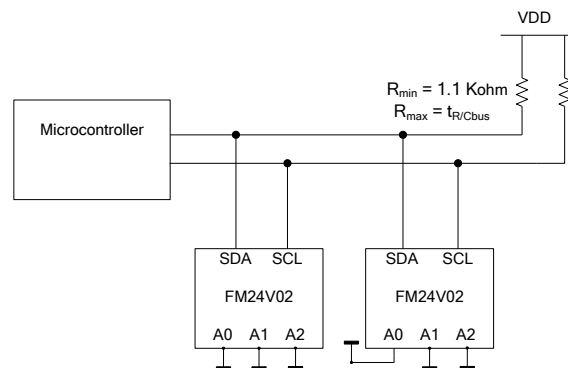 VDD
Rmin = 1.1 Kohm
Rmax = tR/Cbus
Microcontroller
SDA SCL
FM24V02
A0 A1 A2
SDA SCL
FM24V02
A0 A1 A2